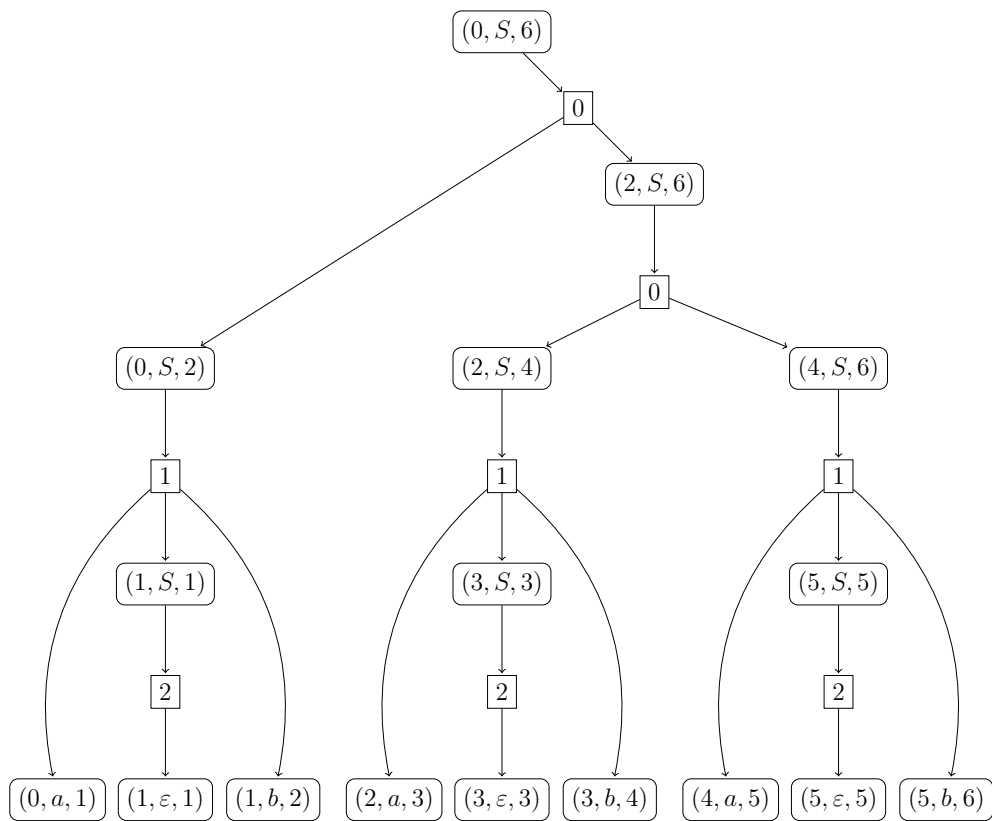 (0, S, 6)
0
(2, S, 6)
0
(0, S, 2) (2, S, 4) (4, S, 6)
1 1 1
(1, S, 1) (3, S, 3) (5, S, 5)
2 2 2
(0, a, 1) (1, ε, 1) (1, b, 2) (2, a, 3) (3, ε, 3) (3, b, 4) (4, a, 5) (5, ε, 5) (5, b, 6)